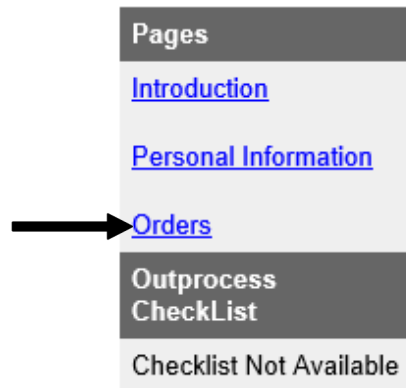 Pages
Introduction
Personal Information
Orders
Outprocess
CheckList
Checklist Not Available